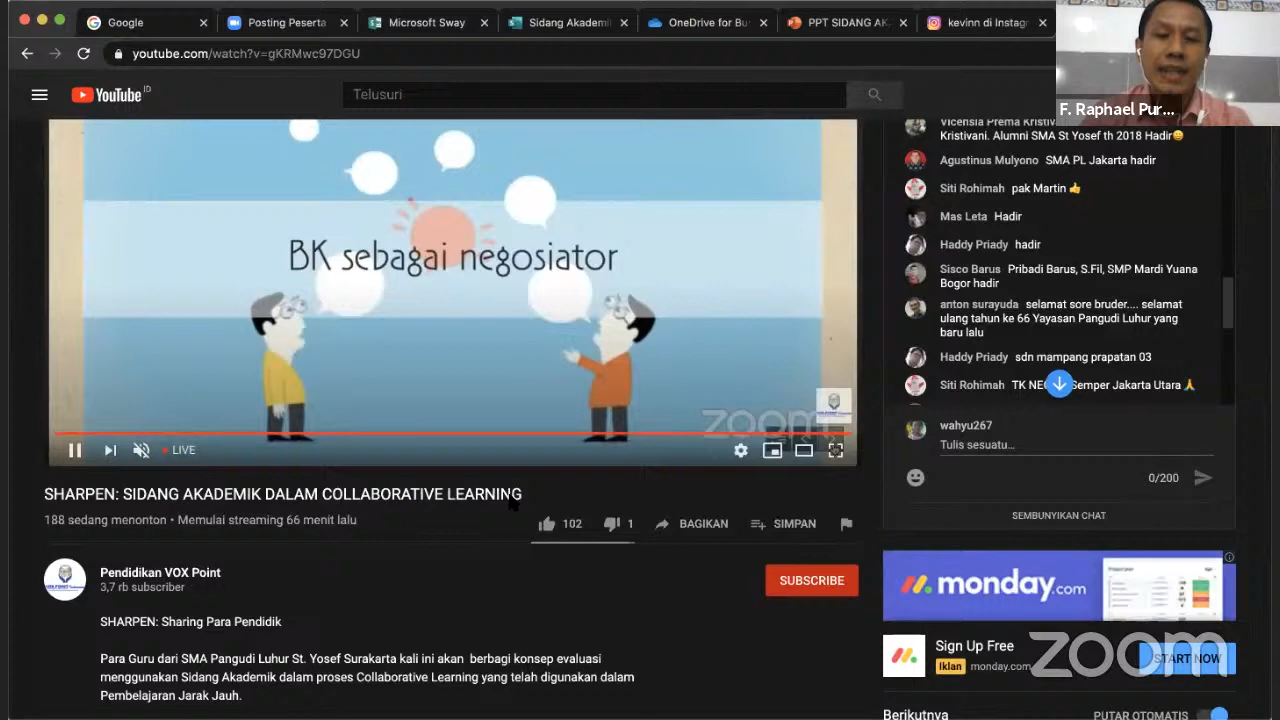 Google
Posting Peserta
Microsoft Sway
Sidang Akademi
OneDrive for Bu
PPT SIDANG AK
kevinn di Instag
youtube.com/watch?v=gKRMwc97DGU
F. Raphael Pur...
YouTube ID
Telusuri
Vicensia Prema Kristiv
Kristivani. Alumni SMA St Yosef th 2018 Hadir
Agustinus Mulyono SMA PL Jakarta hadir
Siti Rohimah pak Martin
Mas Leta Hadir
Haddy Priady hadir
Sisco Barus Pribadi Barus, S.Fil, SMP Mardi Yuana
Bogor hadir
anton surayuda selamat sore bruder.... selamat
ulang tahun ke 66 Yayasan Pangudi Luhur yang
baru lalu
Haddy Priady sdn mampang prapatan 03
Siti Rohimah TK NE Semper Jakarta Utara
BK sebagai negosiator
zoom
LIVE
wahyu267
Tulis sesuatu...
0/200
SEMBUNYIKAN CHAT
SHARPEN: SIDANG AKADEMIK DALAM COLLABORATIVE LEARNING
188 sedang menonton • Memulai streaming 66 menit lalu
102
1
BAGIKAN
SIMPAN
Pendidikan VOX Point
3,7 rb subscriber
SUBSCRIBE
SHARPEN: Sharing Para Pendidik
Para Guru dari SMA Pangudi Luhur St. Yosef Surakarta kali ini akan berbagi konsep evaluasi
menggunakan Sidang Akademik dalam proses Collaborative Learning yang telah digunakan dalam
Pembelajaran Jarak Jauh.
monday.com
Sign Up Free
Iklan monday.com
START NOW
zoom
Berikutnya
PUTAR OTOMATIS